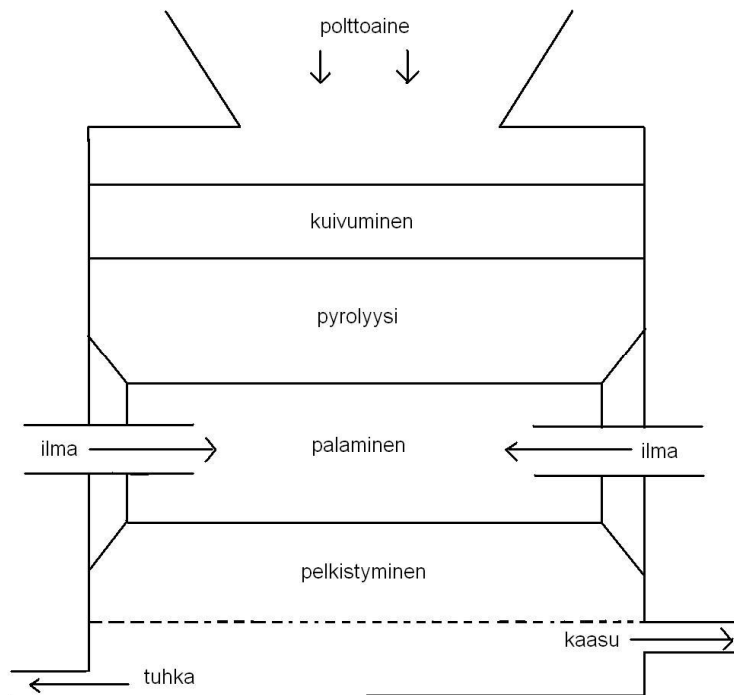 polttoaine
kuivuminen
pyrolyysi
ilma
palaminen
ilma
pelkistyminen
kaasu
tuhka